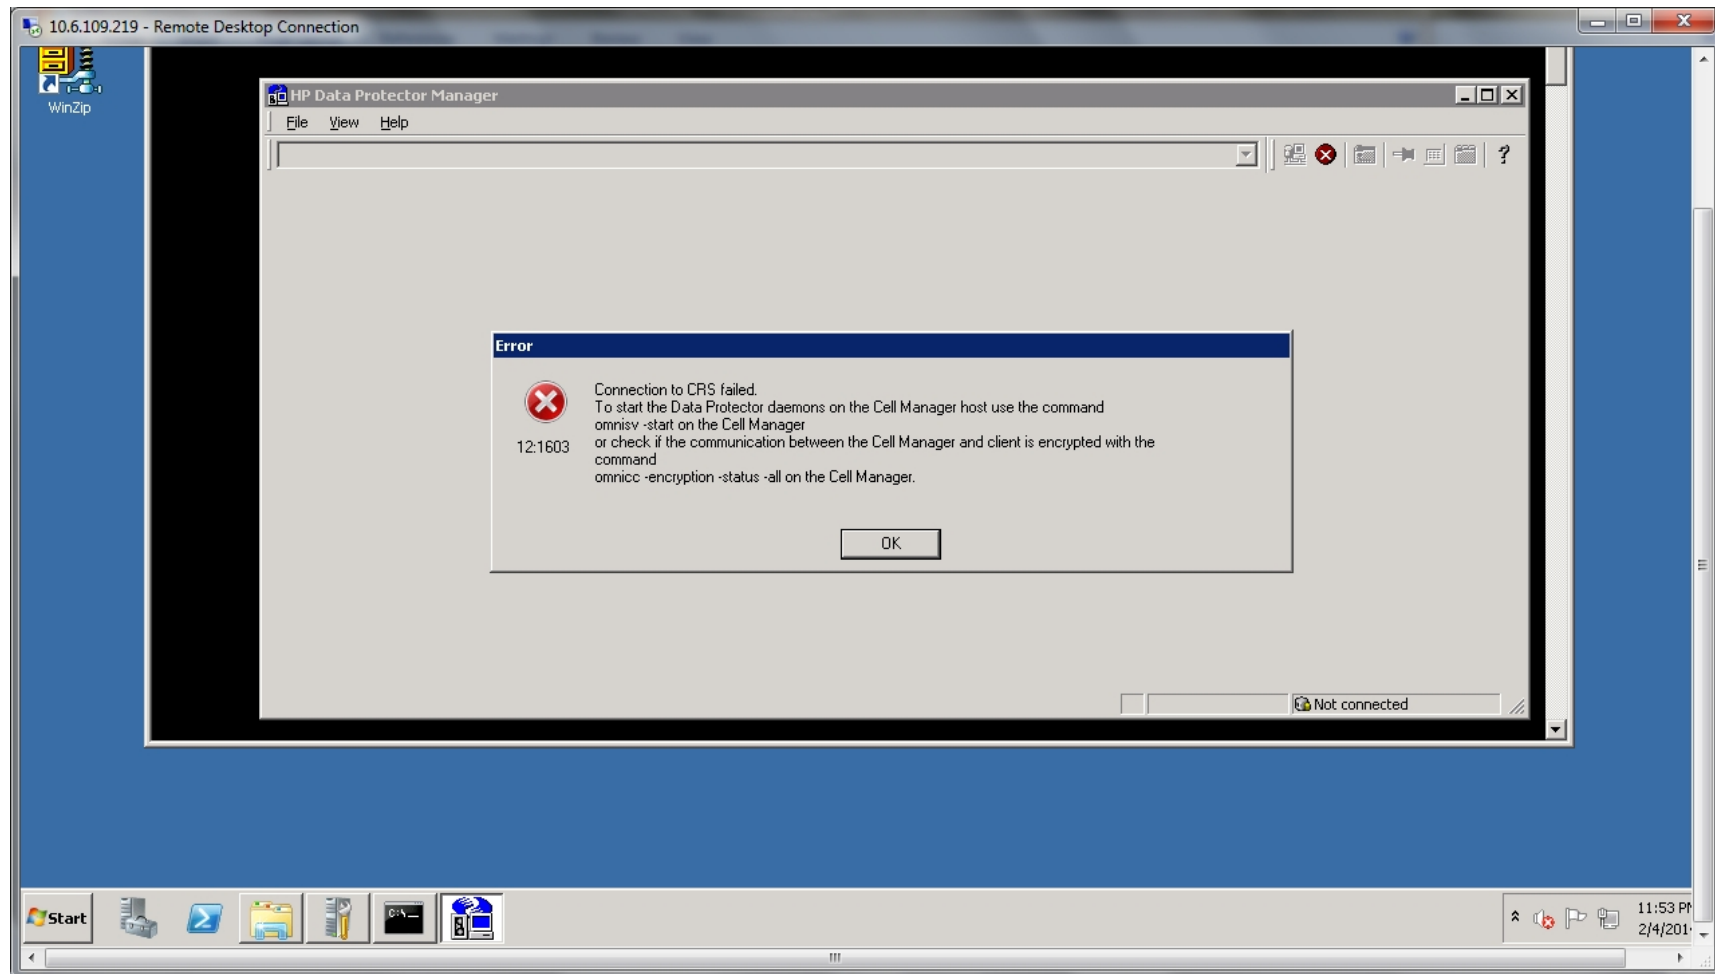 10.6.109.219 - Remote Desktop Connection
WinZip
HP Data Protector Manager
File View Help
Error
Connection to CRS failed.
To start the Data Protector daemons on the Cell Manager host use the command
omnisv -start on the Cell Manager
12:1603
or check if the communication between the Cell Manager and client is encrypted with the
command
omnicc -encryption -status -all on the Cell Manager.
OK
Not connected
Start
C:\
11:53 PM
2/4/201